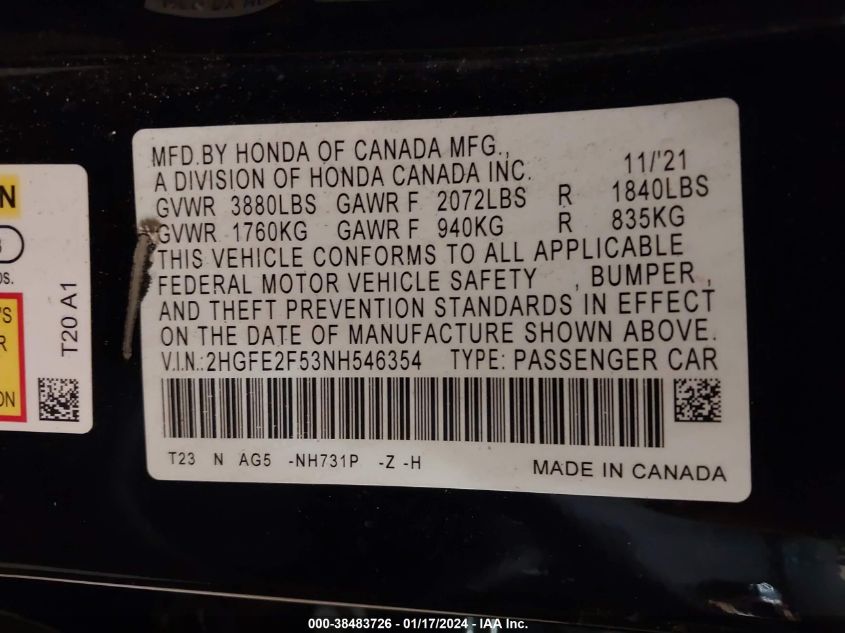 MFD.BY HONDA OF CANADA MFG.,
A DIVISION OF HONDA CANADA INC. 11/'21
GVWR 3880LBS GAWR F 2072LBS R 1840LBS
GVWR 1760KG GAWR F 940KG R 835KG
THIS VEHICLE CONFORMS TO ALL APPLICABLE
FEDERAL MOTOR VEHICLE SAFETY , BUMPER ,
AND THEFT PREVENTION STANDARDS IN EFFECT
ON THE DATE OF MANUFACTURE SHOWN ABOVE.
V.I.N.:2HGFE2F53NH546354 TYPE: PASSENGER CAR
T23 N AG5 -NH731P -Z -H
MADE IN CANADA
T20 A1
000-38483726 - 01/17/2024 - IAA Inc.